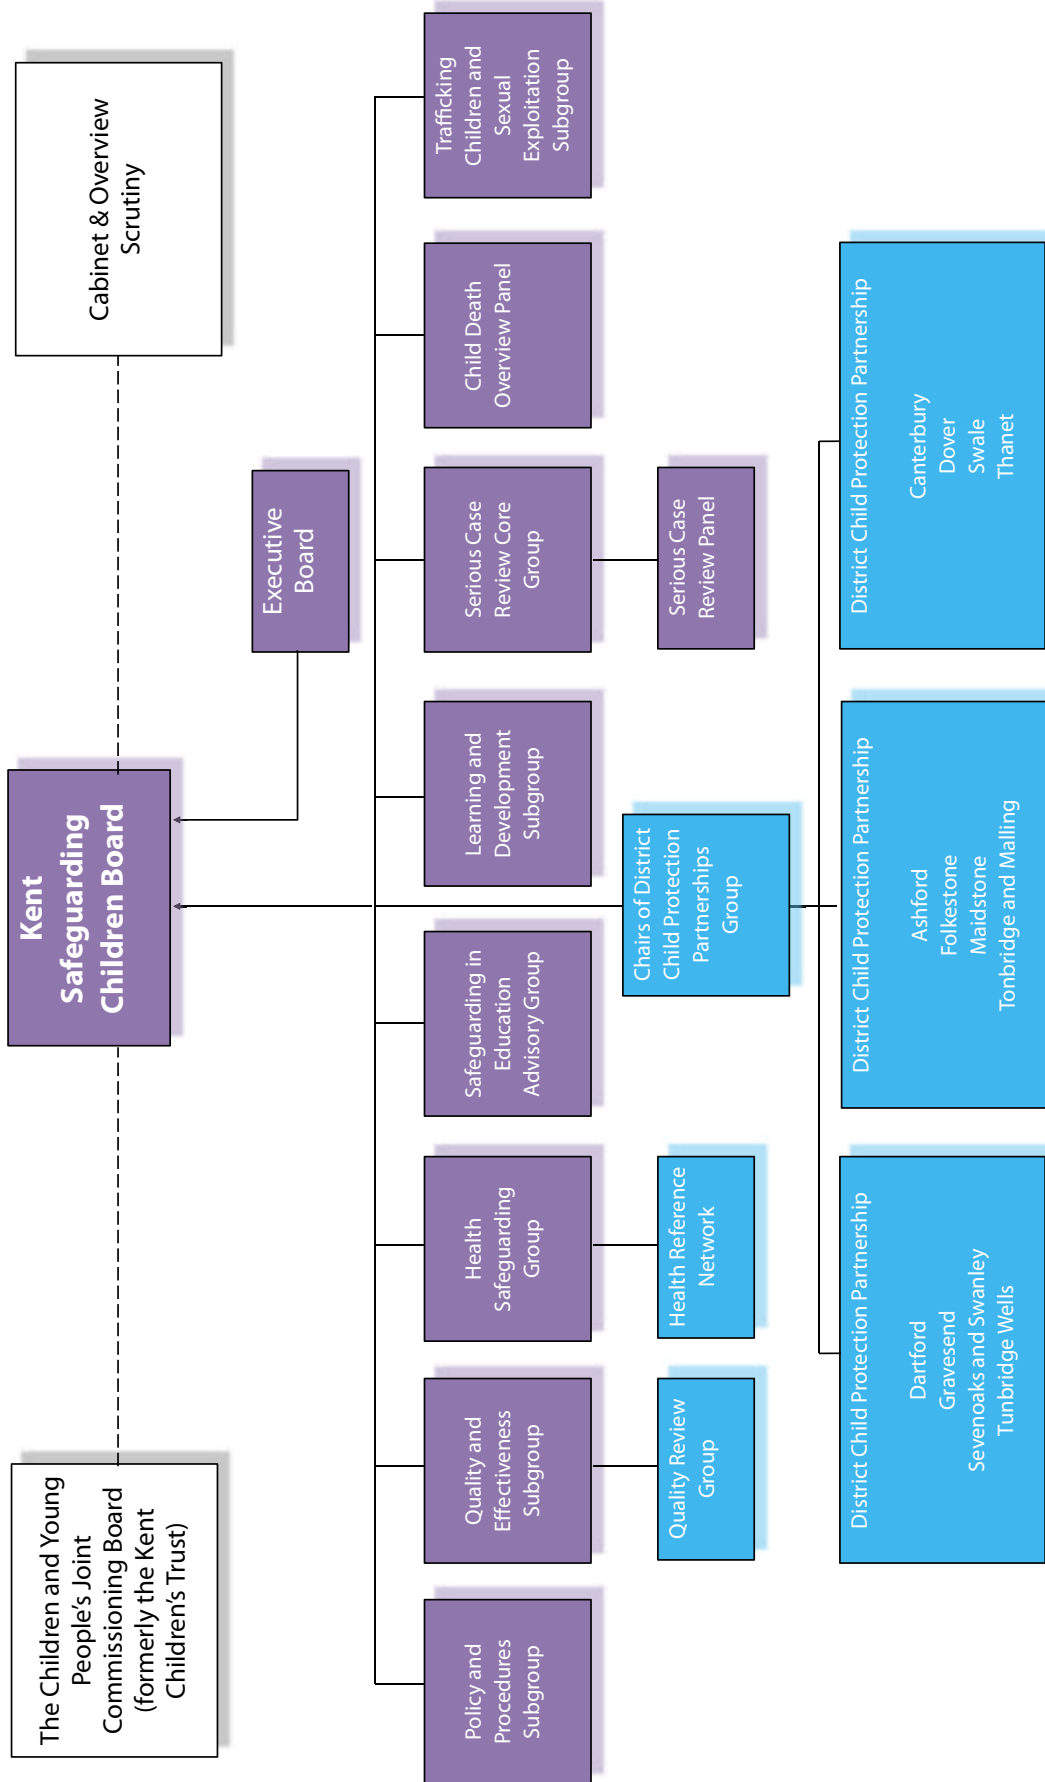 Kent
Safeguarding
Children Board
The Children and Young
People’s Joint
Commissioning Board
(formerly the Kent
Children’s Trust)
Cabinet & Overview
Scrutiny
Executive
Board
Policy and
Procedures
Subgroup
Quality and
Effectiveness
Subgroup
Health
Safeguarding
Group
Safeguarding in
Education
Advisory Group
Learning and
Development
Subgroup
Serious Case
Review Core
Group
Child Death
Overview Panel
Trafficking
Children and
Sexual
Exploitation
Subgroup
Quality Review
Group
Health Reference
Network
Chairs of District
Child Protection
Partnerships
Group
Serious Case
Review Panel
District Child Protection Partnership
Dartford
Gravesend
Sevenoaks and Swanley
Tunbridge Wells
District Child Protection Partnership
Ashford
Folkestone
Maidstone
Tonbridge and Malling
District Child Protection Partnership
Canterbury
Dover
Swale
Thanet